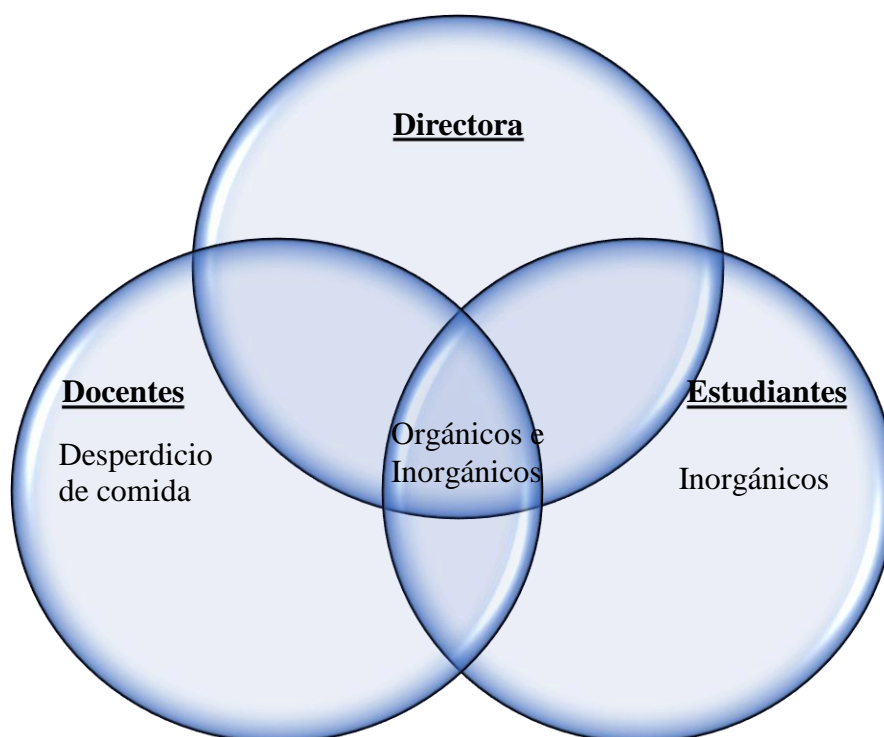 Directora
Docentes
Desperdicio
de comida
Orgánicos e
Inorgánicos
Estudiantes
Inorgánicos